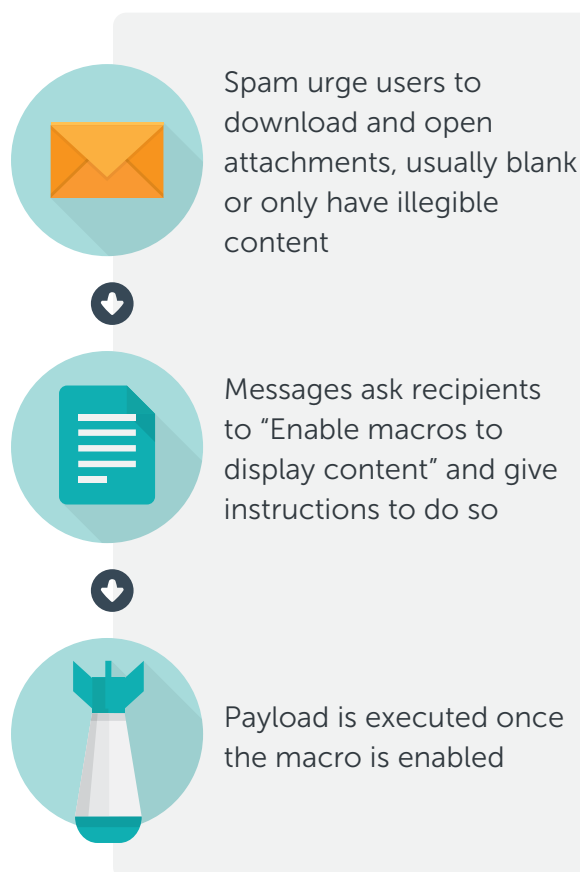 Spam urge users to
download and open
attachments, usually blank
or only have illegible
content
Messages ask recipients
to “Enable macros to
display content” and give
instructions to do so
Payload is executed once
the macro is enabled